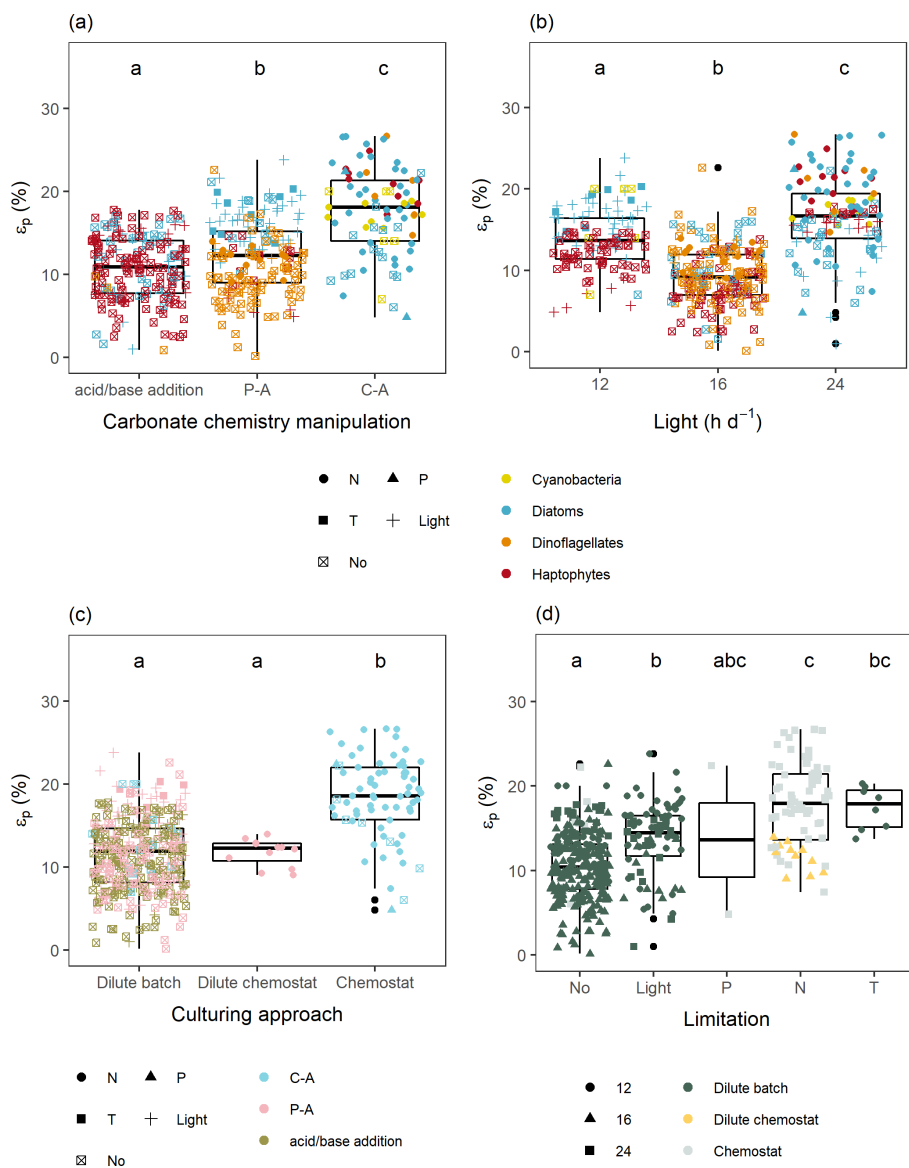 (a)
a b c
30
20
10
0
εp (%)
acid/base addition P-A C-A
Carbonate chemistry manipulation
(b)
a b c
30
20
10
0
εp (%)
12 16 24
Light (h d⁻¹)
N P
T Light
No
Cyanobacteria
Diatoms
Dinoflagellates
Haptophytes
(c)
a a b
30
20
10
0
εp (%)
Dilute batch Dilute chemostat Chemostat
Culturing approach
(d)
a b abc c bc
30
20
10
0
εp (%)
No Light P N T
Limitation
N P
T Light
No
C-A
P-A
acid/base addition
12
16
24
Dilute batch
Dilute chemostat
Chemostat